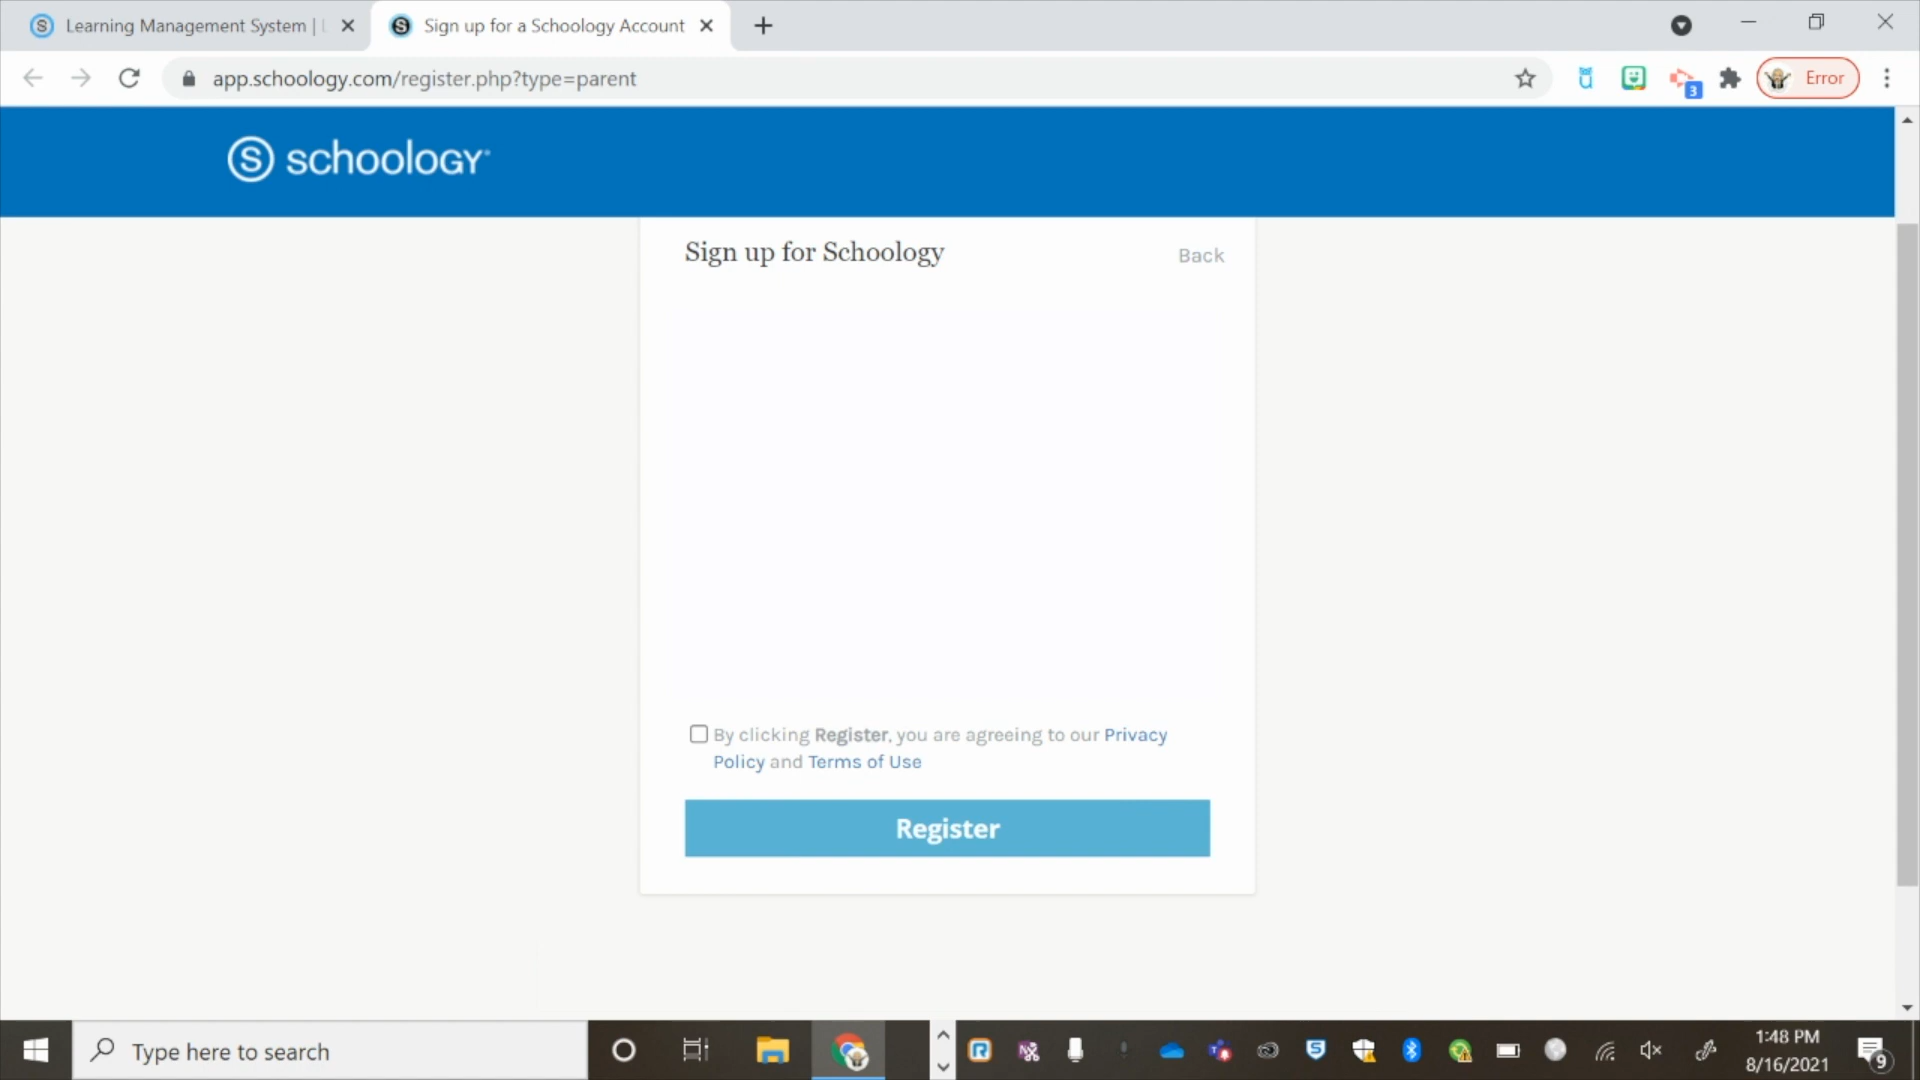 Learning Management System |
Sign up for a Schoology Account
app.schoology.com/register.php?type=parent
3
Error
S schoology
Sign up for Schoology
Back
By clicking Register, you are agreeing to our Privacy
Policy and Terms of Use
Register
Type here to search
1:48 PM
8/16/2021
9